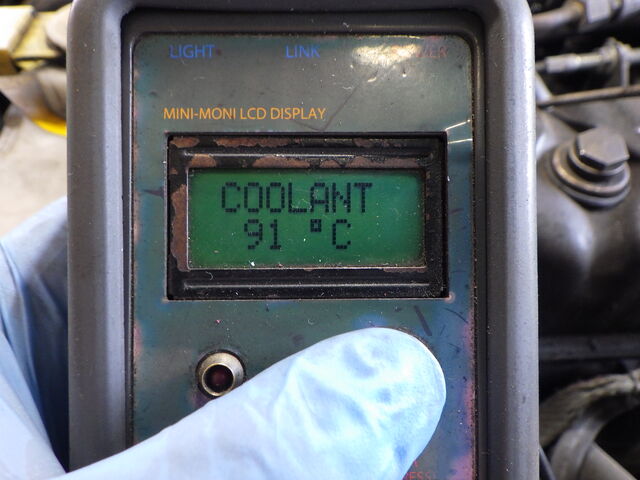 LIGHT LINK
MINI-MONI LCD DISPLAY
COOLANT
91 °C